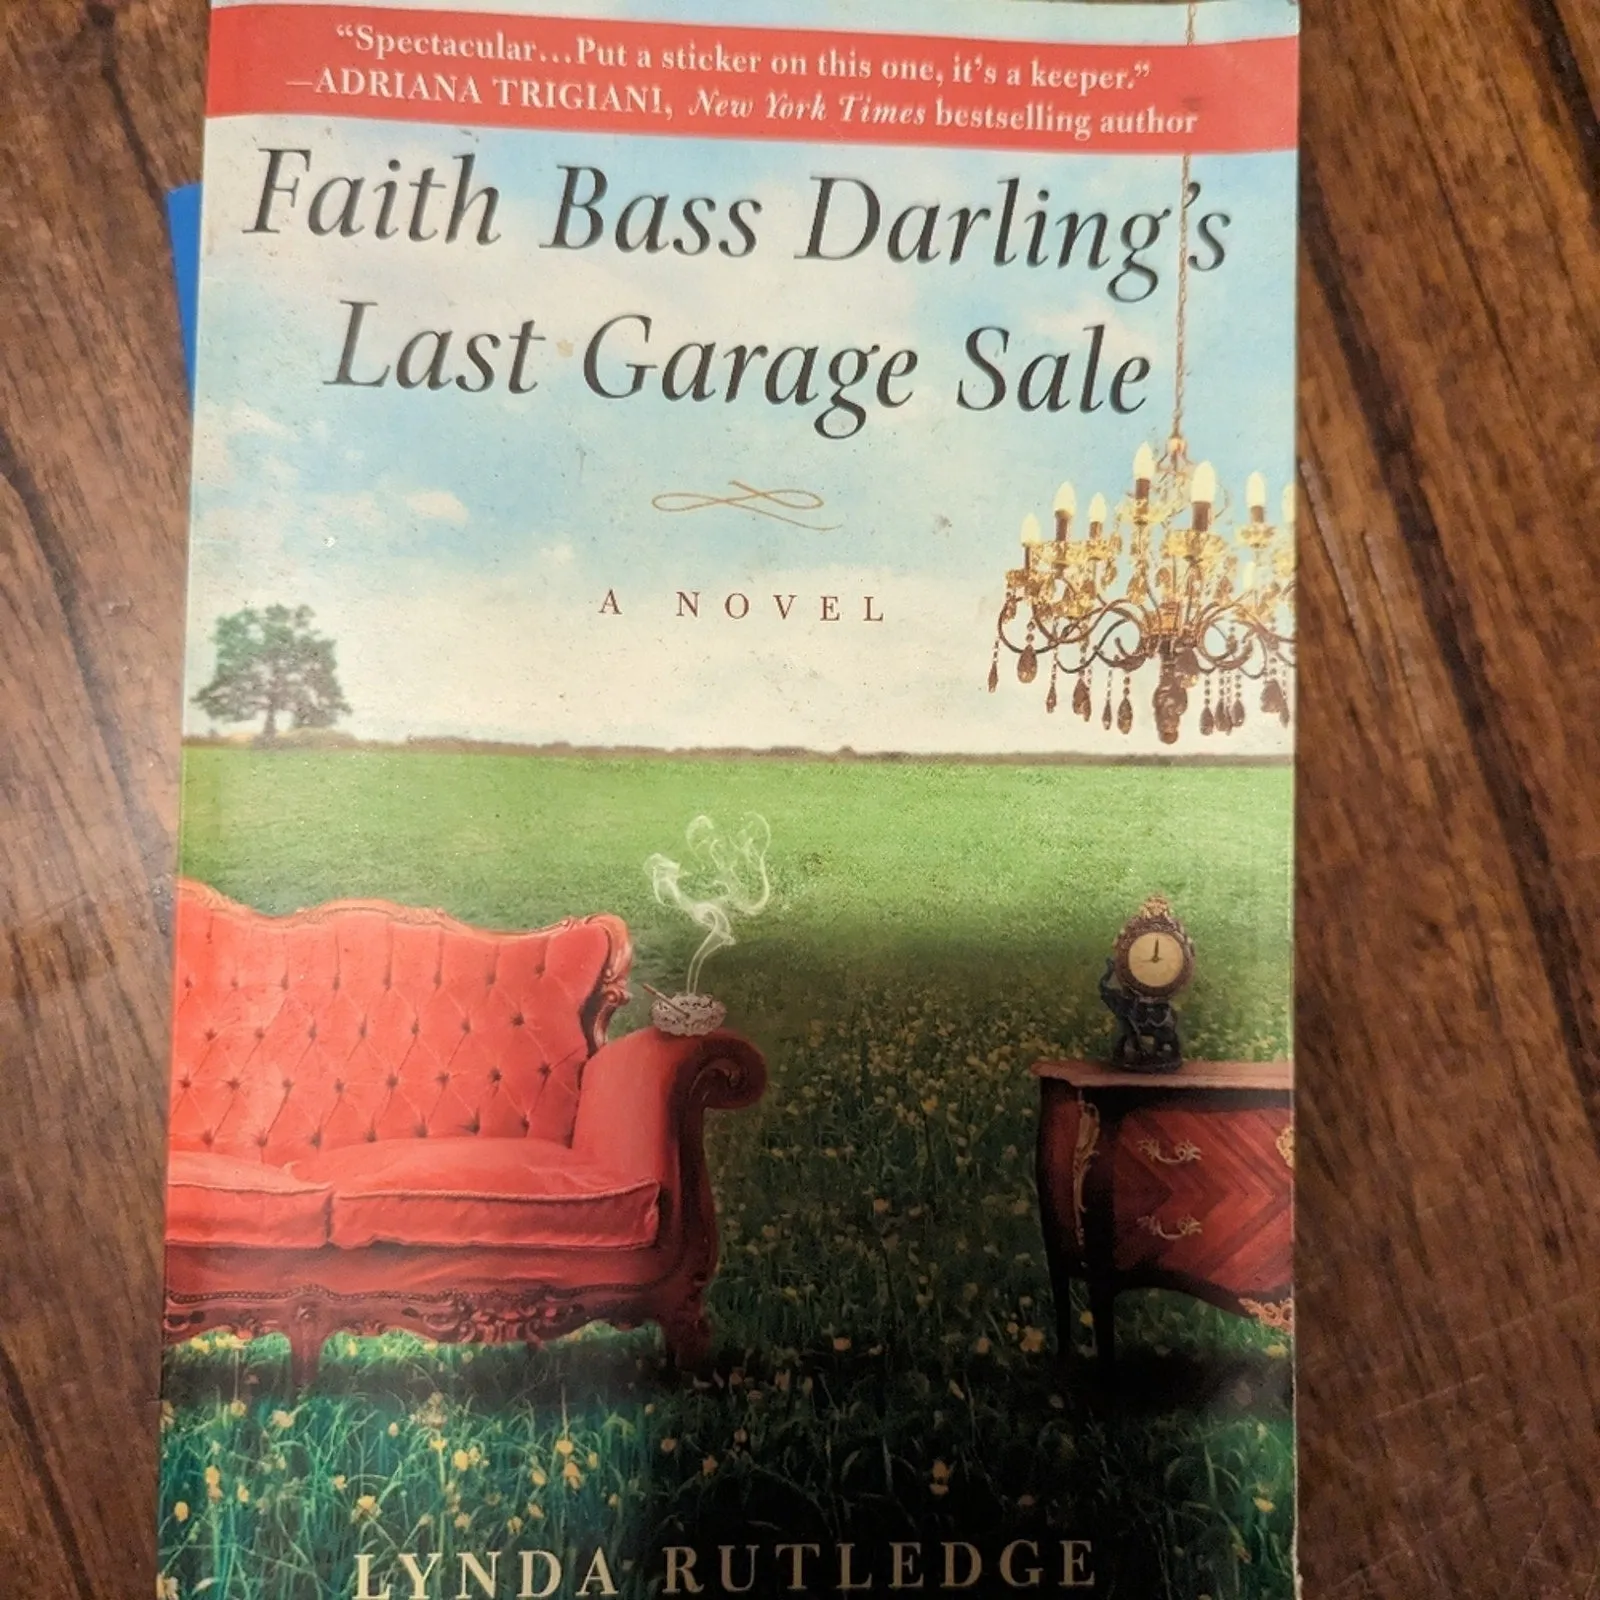 “Spectacular...Put a sticker on this one, it’s a keeper.”
—ADRIANA TRIGIANI, New York Times bestselling author
Faith Bass Darling’s
Last Garage Sale
A NOVEL
LYNDA RUTLEDGE